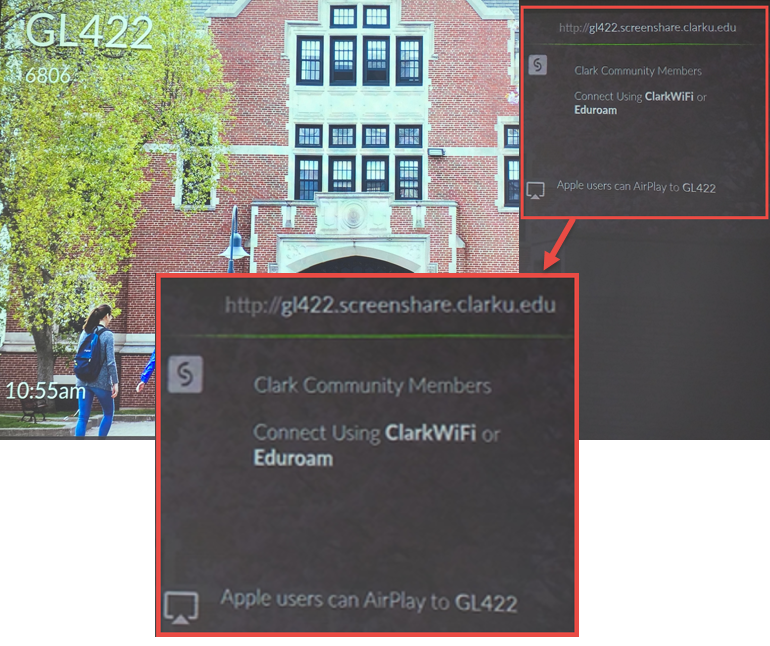 GL422
6806
10:55am
http://gl422.screenshare.clarku.edu
Clark Community Members
Connect Using ClarkWiFi or
Eduroam
Apple users can AirPlay to GL422
http://gl422.screenshare.clarku.edu
Clark Community Members
Connect Using ClarkWiFi or
Eduroam
Apple users can AirPlay to GL422